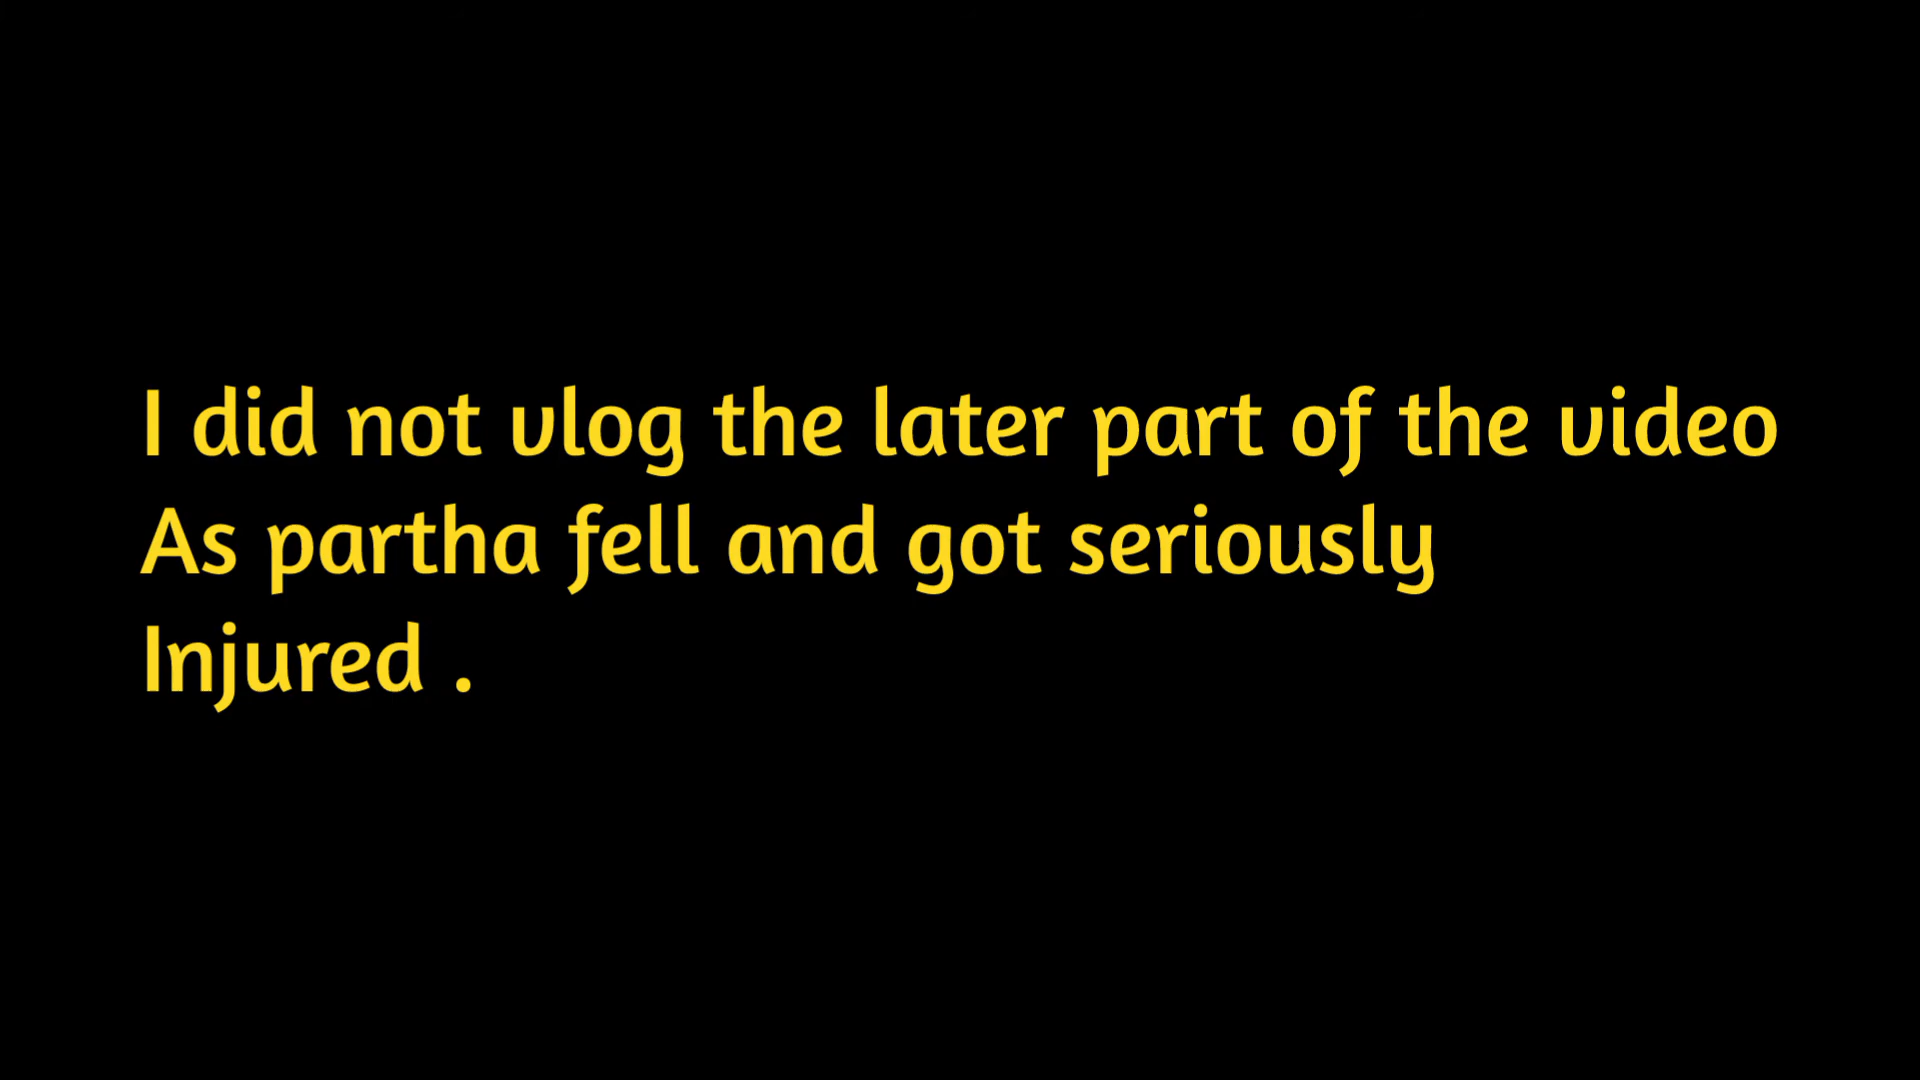 I did not vlog the later part of the video
As partha fell and got seriously
Injured .